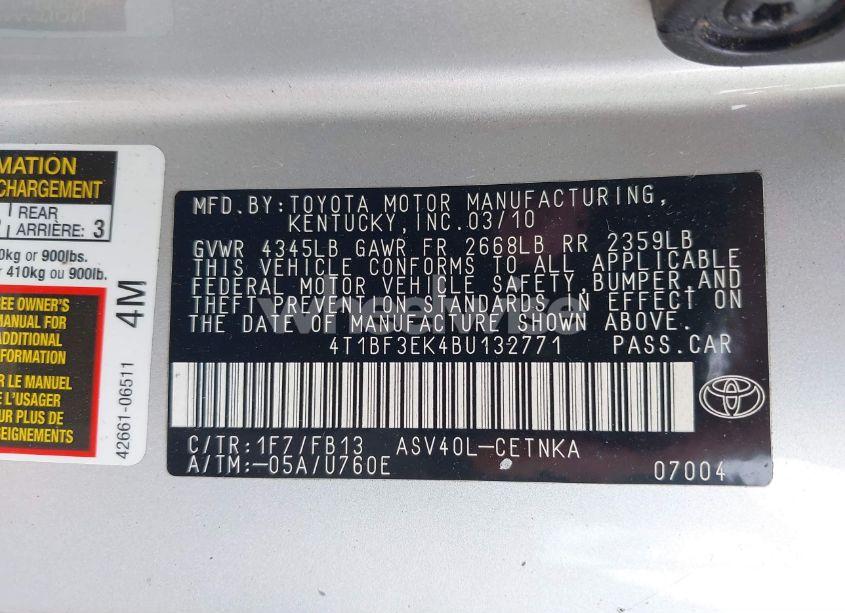 MATION
CHARGEMENT
REAR
ARRIÈRE: 3
0kg or 900lbs.
r 410kg ou 900lb.
EE OWNER'S
MANUAL FOR
ADDITIONAL
NFORMATION
R LE MANUEL
E L'USAGER
UR PLUS DE
SEIGNEMENTS
4M
42661-06511
MFD.BY:TOYOTA MOTOR MANUFACTURING,
KENTUCKY,INC.03/10
GVWR 4345LB GAWR FR 2668LB RR 2359LB
THIS VEHICLE CONFORMS TO ALL APPLICABLE
FEDERAL MOTOR VEHICLE SAFETY,BUMPER,AND
THEFT PREVENTION STANDARDS IN EFFECT ON
THE DATE OF MANUFACTURE SHOWN ABOVE.
4T1BF3EK4BU132771 PASS.CAR
C/TR:1F7/FB13 ASV40L-CETNKA
A/TM:-05A/U760E
07004